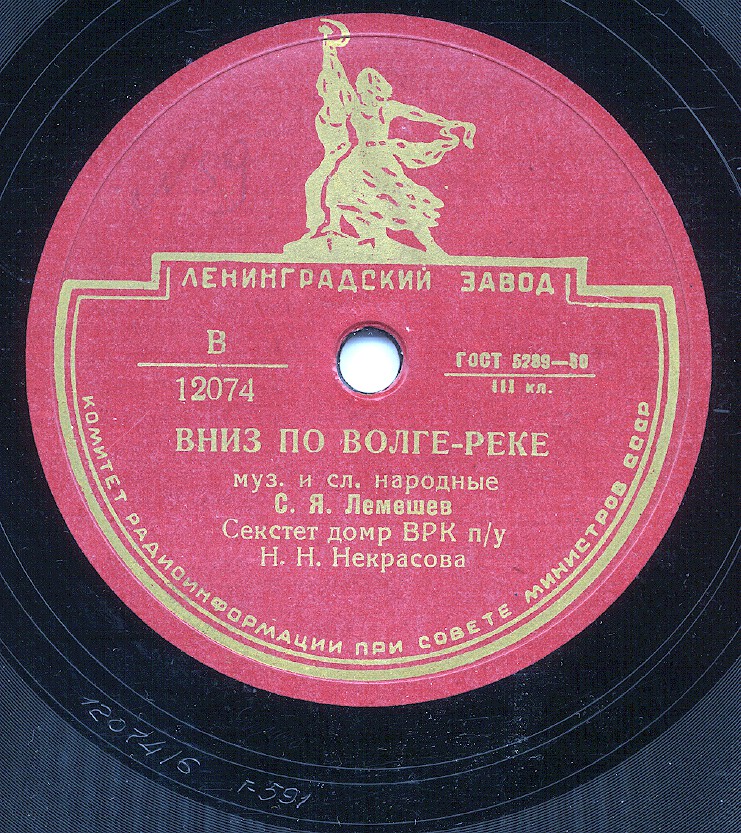 ЛЕНИНГРАДСКИЙ ЗАВОД
В
12074
ГОСТ 5289—50
III кл.
ВНИЗ ПО ВОЛГЕ-РЕКЕ
муз. и сл. народные
С. Я. Лемешев
Секстет домр ВРК п/у
Н. Н. Некрасова
КОМИТЕТ РАДИОИНФОРМАЦИИ ПРИ СОВЕТЕ МИНИСТРОВ СССР
12074/6
г-591